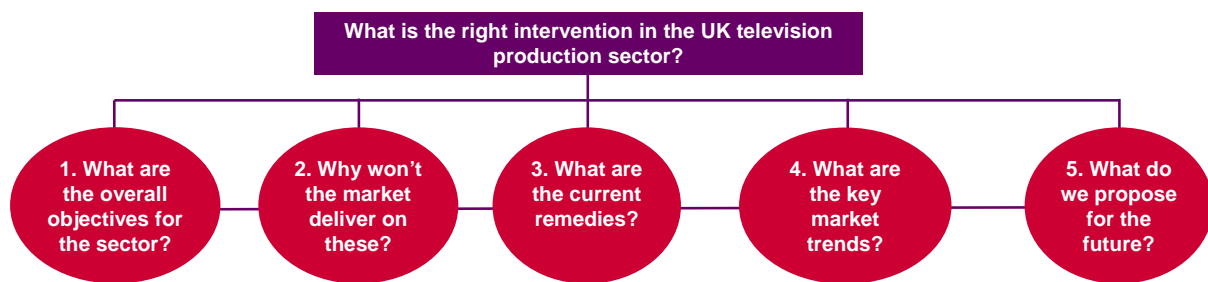 What is the right intervention in the UK television
production sector?
1. What are
the overall
objectives for
the sector?
2. Why won't
the market
deliver on
these?
3. What are
the current
remedies?
4. What are
the key
market
trends?
5. What do
we propose
for the
future?